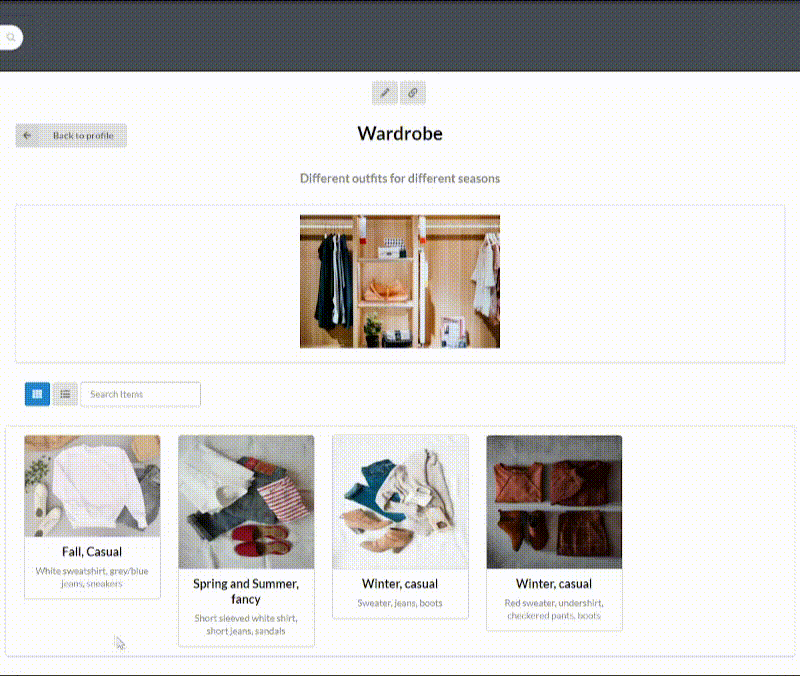 Back to profile
Wardrobe
Different outfits for different seasons
Search Items
Fall, Casual
White sweatshirt, grey/blue
jeans, sneakers
Spring and Summer,
fancy
Short sleeved white shirt,
short jeans, sandals
Winter, casual
Sweater, jeans, boots
Winter, casual
Red sweater, undershirt,
checkered pants, boots